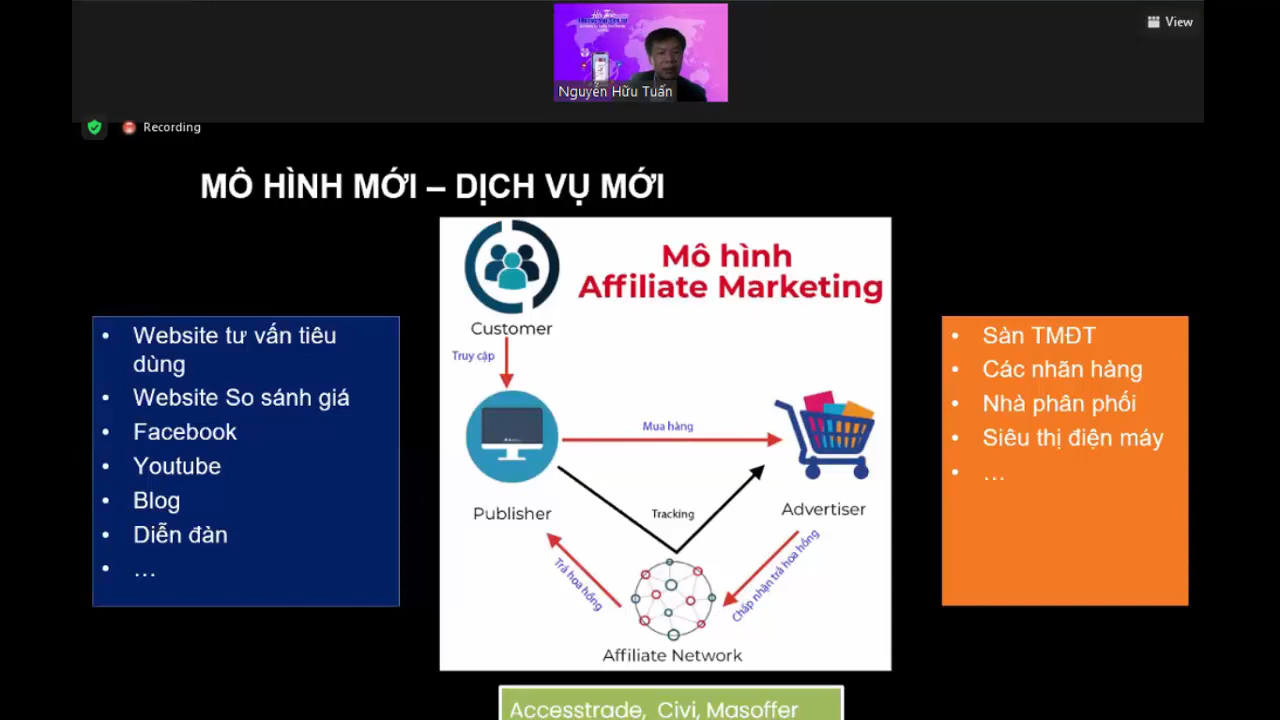 View
Nguyễn Hữu Tuấn
Recording
MÔ HÌNH MỚI – DỊCH VỤ MỚI
Mô hình
Affiliate Marketing
Customer
Truy cập
Mua hàng
Publisher
Tracking
Advertiser
Trả hoa hồng
Chấp nhận trả hoa hồng
Affiliate Network
• Website tư vấn tiêu
dùng
• Website So sánh giá
• Facebook
• Youtube
• Blog
• Diễn đàn
• ...
• Sàn TMĐT
• Các nhãn hàng
• Nhà phân phối
• Siêu thị điện máy
• ...
Accesstrade, Civi, Masoffer